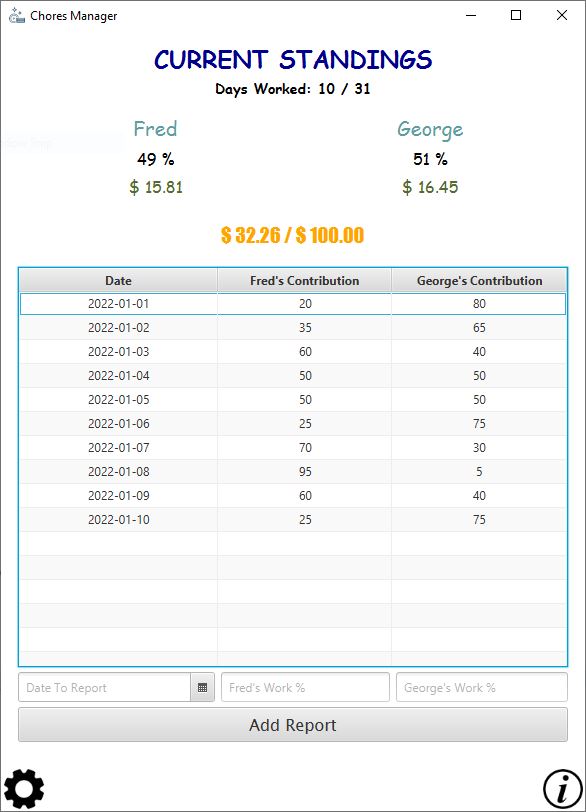 Chores Manager
CURRENT STANDINGS
Days Worked: 10 / 31
Fred George
49 % 51 %
$ 15.81 $ 16.45
$ 32.26 / $ 100.00
Date Fred's Contribution George's Contribution
2022-01-01 20 80
2022-01-02 35 65
2022-01-03 60 40
2022-01-04 50 50
2022-01-05 50 50
2022-01-06 25 75
2022-01-07 70 30
2022-01-08 95 5
2022-01-09 60 40
2022-01-10 25 75
Date To Report Fred's Work % George's Work %
Add Report
i